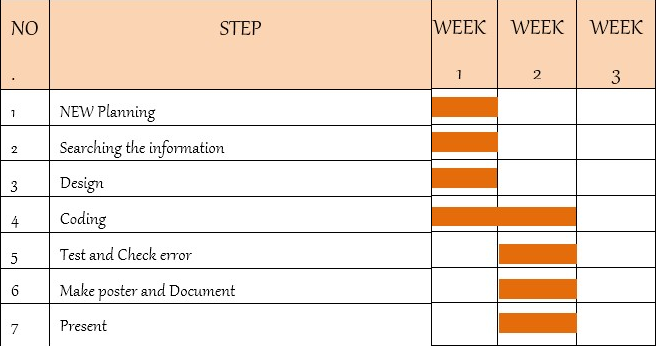 NO STEP WEEK WEEK WEEK
. 1 2 3
1 NEW Planning
2 Searching the information
3 Design
4 Coding
5 Test and Check error
6 Make poster and Document
7 Present